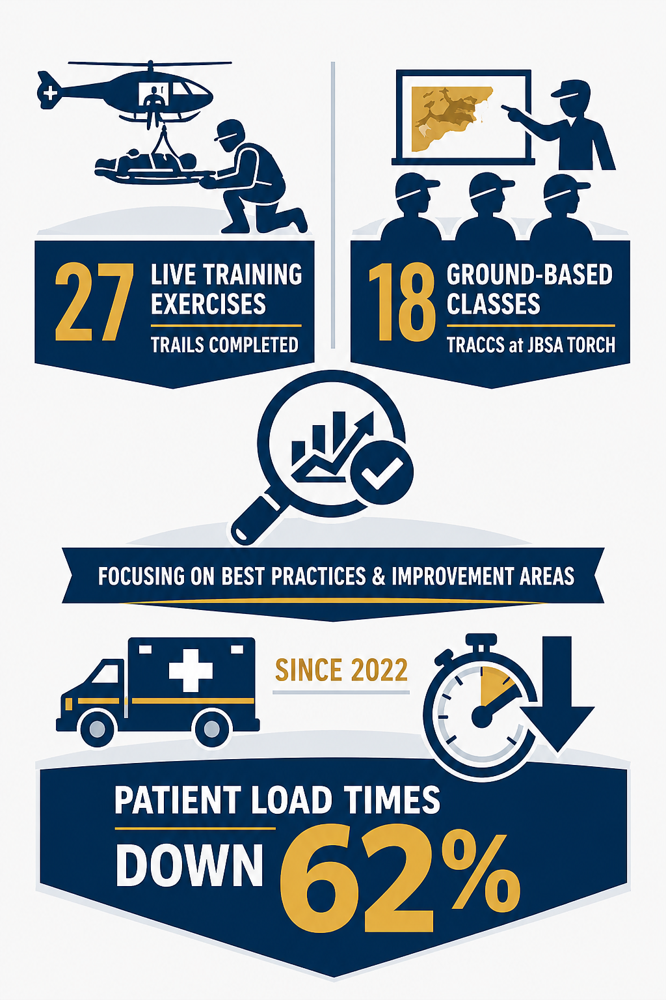 27
LIVE TRAINING
EXERCISES
TRAILS COMPLETED
18
GROUND-BASED
CLASSES
TRACCS at JBSA TORCH
FOCUSING ON BEST PRACTICES & IMPROVEMENT AREAS
SINCE 2022
PATIENT LOAD TIMES
DOWN 62%